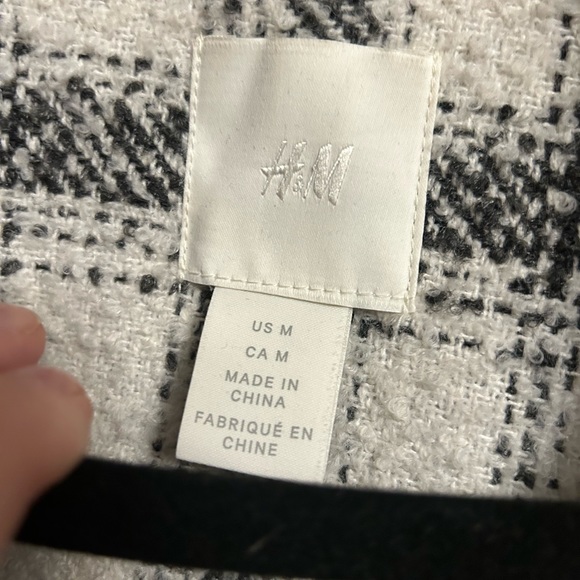 H&M
US M
CA M
MADE IN
CHINA
FABRIQUÉ EN
CHINE